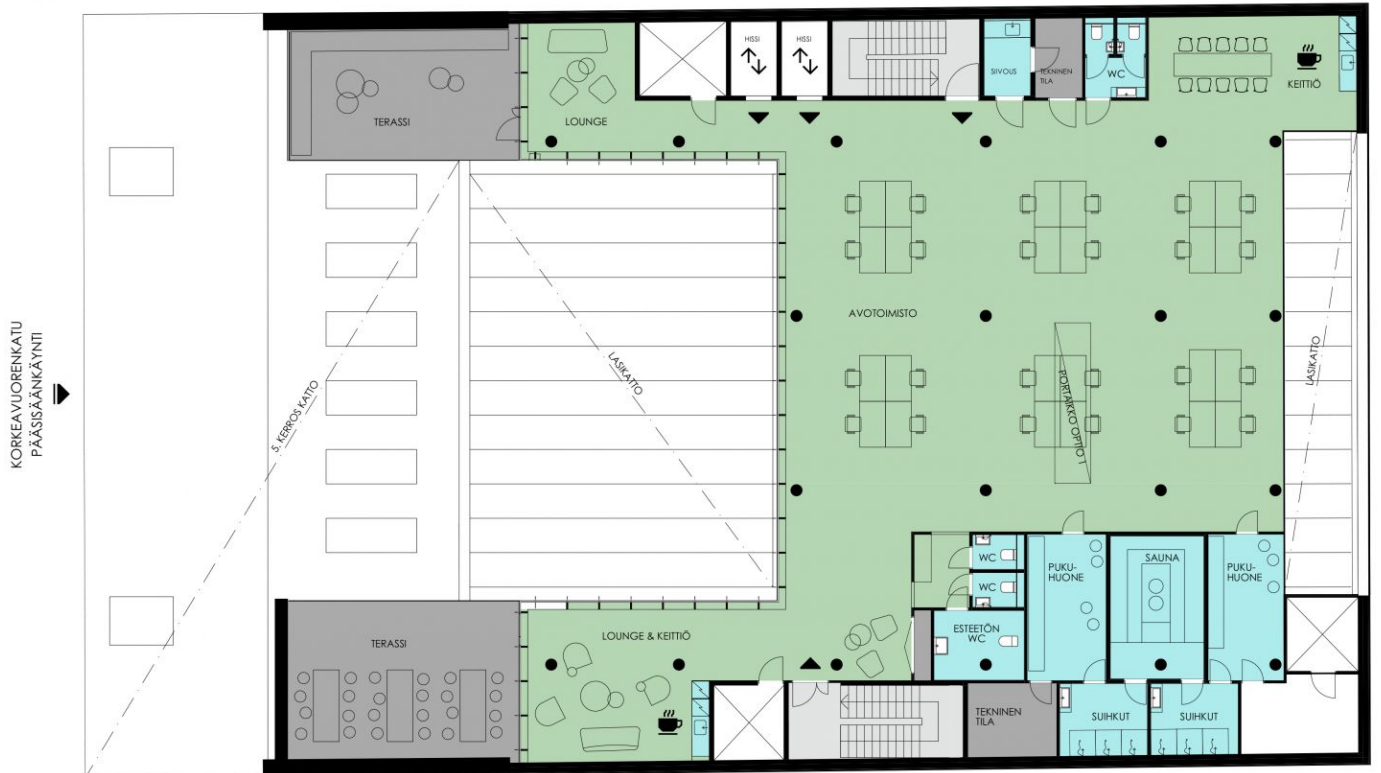 HISSI
HISSI
SIIVOUS
TEKNINEN
TILA
WC
KEITTIÖ
TERASSI
LOUNGE
KORKEAVUORENKATU
PÄÄSISÄÄNKÄYNTI
5. KERROS KATTO
LASIKATTO
AVOTOIMISTO
PORTAIKKO OPTIO 1
LASIKATTO
WC
WC
PUKU-
HUONE
SAUNA
PUKU-
HUONE
ESTEETÖN
WC
TERASSI
LOUNGE & KEITTIÖ
TEKNINEN
TILA
SUIHKUT
SUIHKUT